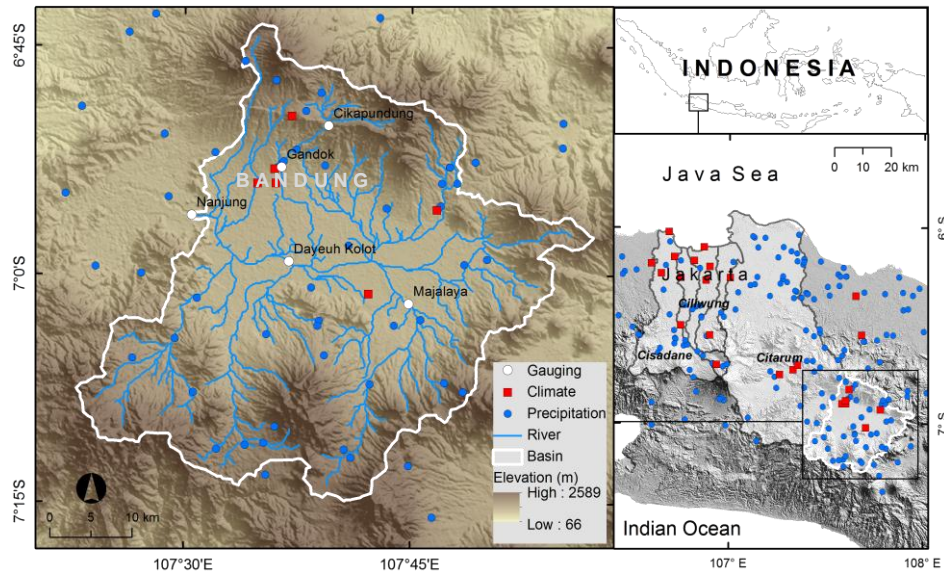 6°45'S
7°0'S
7°15'S
107°30'E
107°45'E
Cikapundung
Gandok
BANDUNG
Nanjung
Dayeuh Kolot
Majalaya
0 5 10 km
Gauging
Climate
Precipitation
River
Basin
Elevation (m)
High : 2589
Low : 66
INDONESIA
0 10 20 km
Java Sea
Jakarta
Ciliwung
Cisadane
Citarum
Indian Ocean
6°S
7°S
107°E
108°E